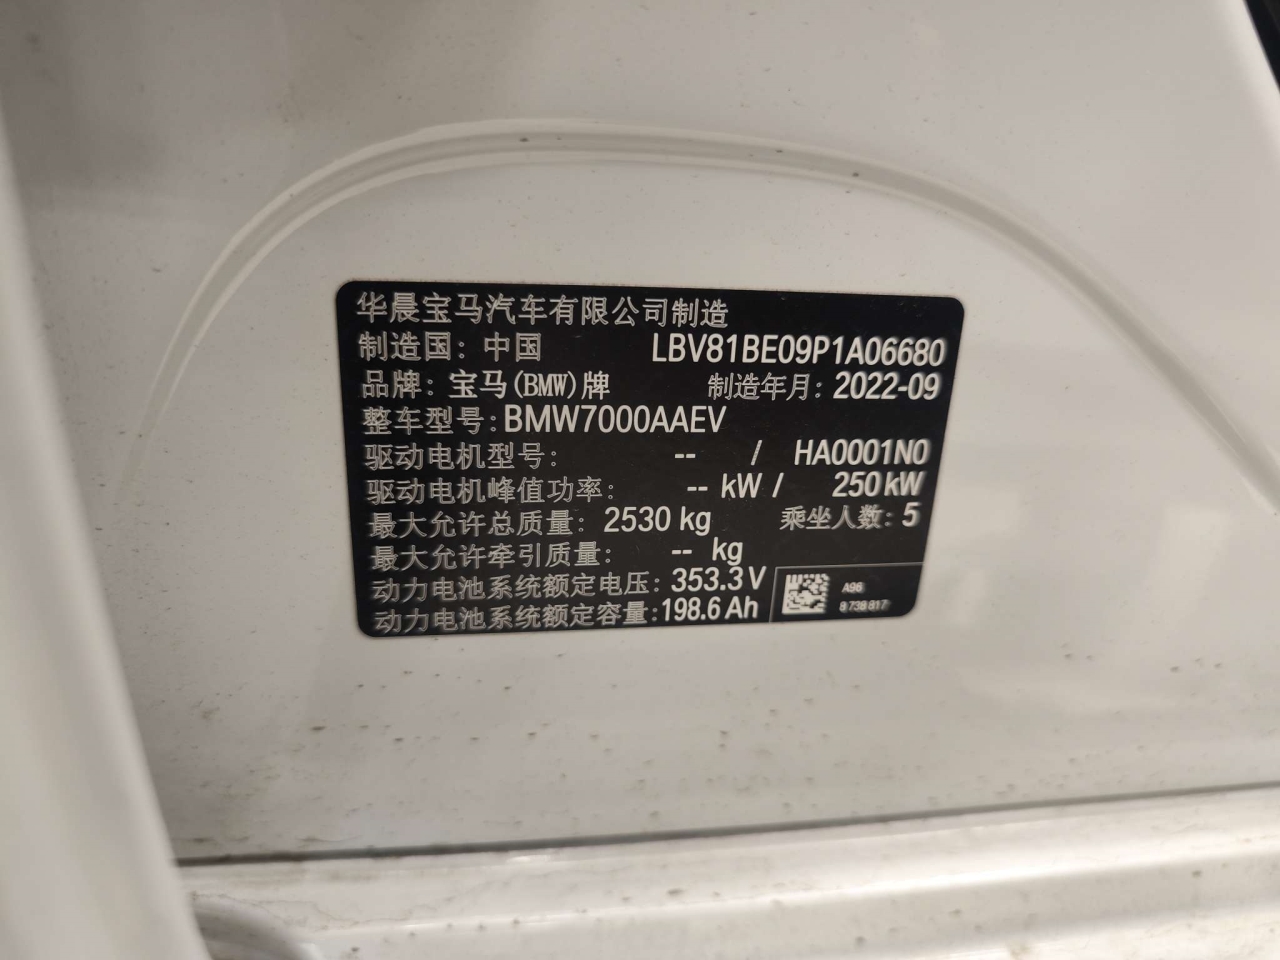 华晨宝马汽车有限公司制造
制造国: 中国 LBV81BE09P1A06680
品牌: 宝马(BMW)牌 制造年月: 2022-09
整车型号: BMW7000AAEV
驱动电机型号: -- / HA0001N0
驱动电机峰值功率: -- kW / 250 kW
最大允许总质量: 2530 kg 乘坐人数: 5
最大允许牵引质量: -- kg
动力电池系统额定电压: 353.3 V
动力电池系统额定容量: 198.6 Ah
A96
8 738 817